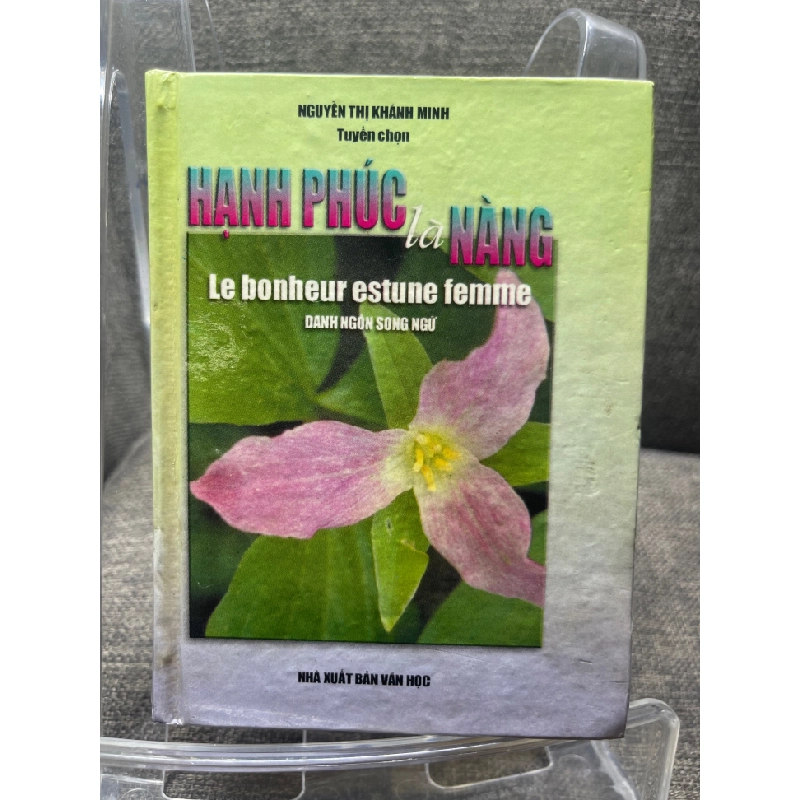 NGUYỄN THỊ KHÁNH MINH
Tuyển chọn
HẠNH PHÚC là NÀNG
Le bonheur estune femme
DANH NGÔN SONG NGỮ
NHÀ XUẤT BẢN VĂN HỌC